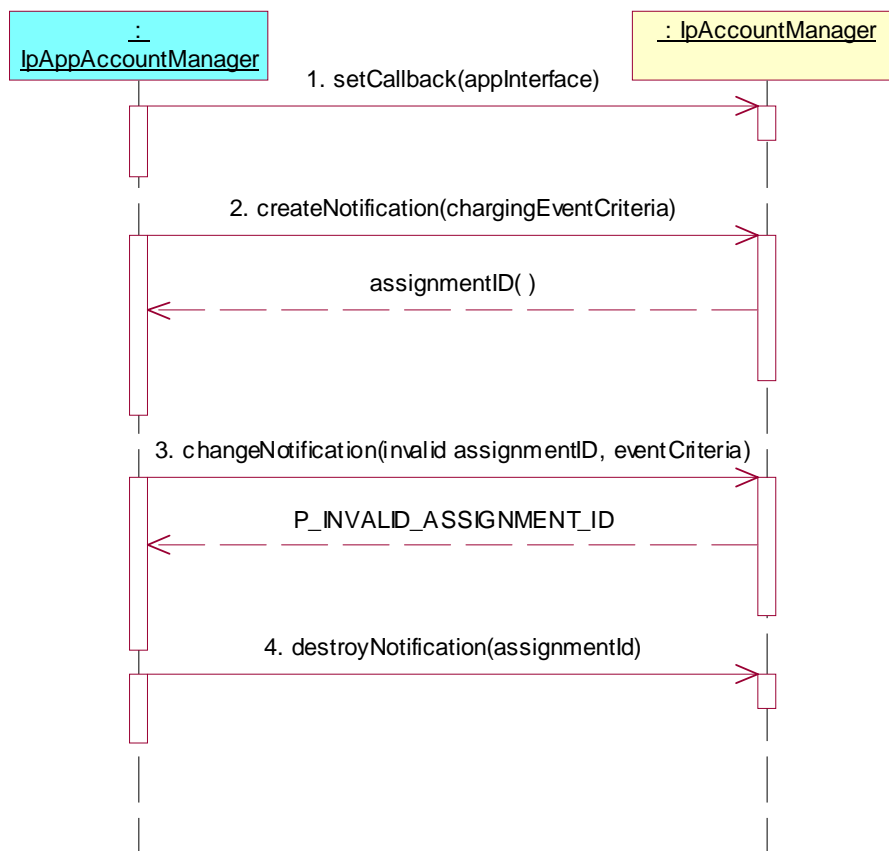 :
IpAppAccountManager
: IpAccountManager
1. setCallback(appInterface)
2. createNotification(chargingEventCriteria)
assignmentID( )
3. changeNotification(invalid assignmentID, eventCriteria)
P_INVALID_ASSIGNMENT_ID
4. destroyNotification(assignmentId)